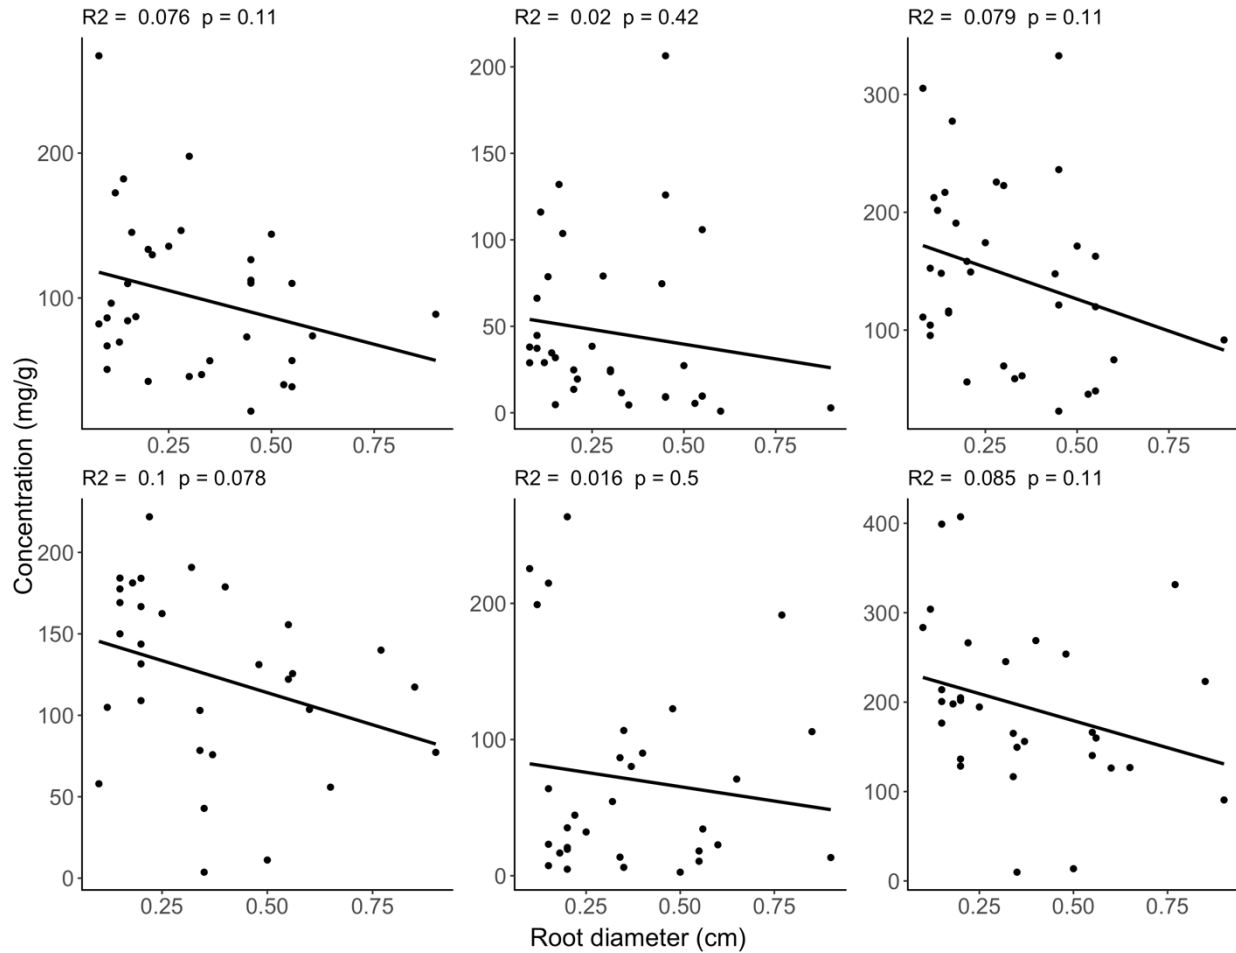 R2 = 0.076 p = 0.11
R2 = 0.02 p = 0.42
R2 = 0.079 p = 0.11
200
100
0.25 0.50 0.75
200
150
100
50
0
0.25 0.50 0.75
300
200
100
0.25 0.50 0.75
Concentration (mg/g)
R2 = 0.1 p = 0.078
R2 = 0.016 p = 0.5
R2 = 0.085 p = 0.11
200
150
100
50
0
0.25 0.50 0.75
200
100
0
0.25 0.50 0.75
400
300
200
100
0
0.25 0.50 0.75
Root diameter (cm)